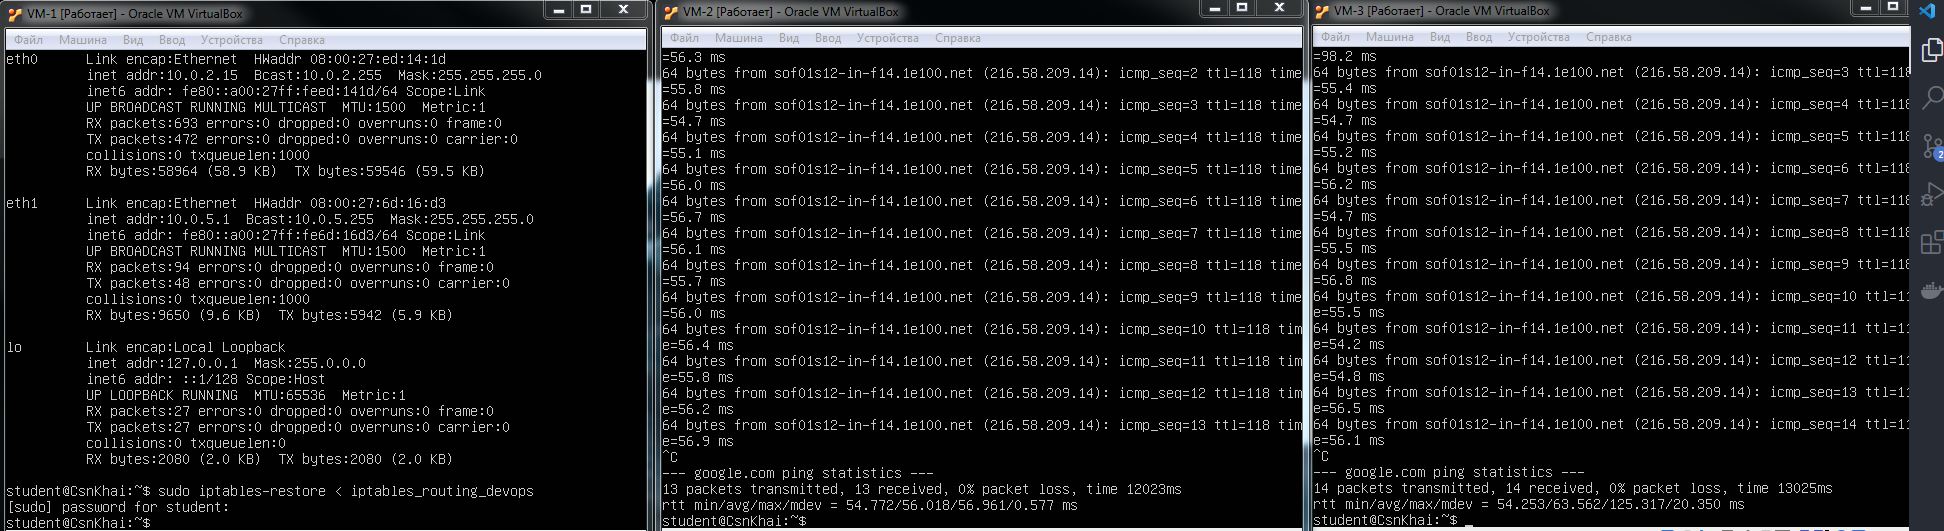 VM-1 [Работает] - Oracle VM VirtualBox
Файл Машина Вид Ввод Устройства Справка
eth0 Link encap:Ethernet HWaddr 08:00:27:ed:14:1d
inet addr:10.0.2.15 Bcast:10.0.2.255 Mask:255.255.255.0
inet6 addr: fe80::a00:27ff:feed:141d/64 Scope:Link
UP BROADCAST RUNNING MULTICAST MTU:1500 Metric:1
RX packets:693 errors:0 dropped:0 overruns:0 frame:0
TX packets:472 errors:0 dropped:0 overruns:0 carrier:0
collisions:0 txqueuelen:1000
RX bytes:58964 (58.9 KB) TX bytes:59546 (59.5 KB)
eth1 Link encap:Ethernet HWaddr 08:00:27:6d:16:d3
inet addr:10.0.5.1 Bcast:10.0.5.255 Mask:255.255.255.0
inet6 addr: fe80::a00:27ff:fe6d:16d3/64 Scope:Link
UP BROADCAST RUNNING MULTICAST MTU:1500 Metric:1
RX packets:94 errors:0 dropped:0 overruns:0 frame:0
TX packets:48 errors:0 dropped:0 overruns:0 carrier:0
collisions:0 txqueuelen:1000
RX bytes:9650 (9.6 KB) TX bytes:5942 (5.9 KB)
lo Link encap:Local Loopback
inet addr:127.0.0.1 Mask:255.0.0.0
inet6 addr: ::1/128 Scope:Host
UP LOOPBACK RUNNING MTU:65536 Metric:1
RX packets:27 errors:0 dropped:0 overruns:0 frame:0
TX packets:27 errors:0 dropped:0 overruns:0 carrier:0
collisions:0 txqueuelen:0
RX bytes:2080 (2.0 KB) TX bytes:2080 (2.0 KB)
student@CsnKhai:~$ sudo iptables-restore < iptables_routing_devops
[sudo] password for student:
student@CsnKhai:~$
VM-2 [Работает] - Oracle VM VirtualBox
Файл Машина Вид Ввод Устройства Справка
=56.3 ms
64 bytes from sof01s12-in-f14.1e100.net (216.58.209.14): icmp_seq=2 ttl=118 time
=55.8 ms
64 bytes from sof01s12-in-f14.1e100.net (216.58.209.14): icmp_seq=3 ttl=118 time
=54.7 ms
64 bytes from sof01s12-in-f14.1e100.net (216.58.209.14): icmp_seq=4 ttl=118 time
=55.1 ms
64 bytes from sof01s12-in-f14.1e100.net (216.58.209.14): icmp_seq=5 ttl=118 time
=56.0 ms
64 bytes from sof01s12-in-f14.1e100.net (216.58.209.14): icmp_seq=6 ttl=118 time
=56.7 ms
64 bytes from sof01s12-in-f14.1e100.net (216.58.209.14): icmp_seq=7 ttl=118 time
=56.1 ms
64 bytes from sof01s12-in-f14.1e100.net (216.58.209.14): icmp_seq=8 ttl=118 time
=55.7 ms
64 bytes from sof01s12-in-f14.1e100.net (216.58.209.14): icmp_seq=9 ttl=118 time
=56.0 ms
64 bytes from sof01s12-in-f14.1e100.net (216.58.209.14): icmp_seq=10 ttl=118 tim
e=56.4 ms
64 bytes from sof01s12-in-f14.1e100.net (216.58.209.14): icmp_seq=11 ttl=118 tim
e=55.8 ms
64 bytes from sof01s12-in-f14.1e100.net (216.58.209.14): icmp_seq=12 ttl=118 tim
e=56.2 ms
64 bytes from sof01s12-in-f14.1e100.net (216.58.209.14): icmp_seq=13 ttl=118 tim
e=56.9 ms
^C
--- google.com ping statistics ---
13 packets transmitted, 13 received, 0% packet loss, time 12023ms
rtt min/avg/max/mdev = 54.772/56.018/56.961/0.577 ms
student@CsnKhai:~$
VM-3 [Работает] - Oracle VM VirtualBox
Файл Машина Вид Ввод Устройства Справка
=98.2 ms
64 bytes from sof01s12-in-f14.1e100.net (216.58.209.14): icmp_seq=3 ttl=118
=55.4 ms
64 bytes from sof01s12-in-f14.1e100.net (216.58.209.14): icmp_seq=4 ttl=118
=54.7 ms
64 bytes from sof01s12-in-f14.1e100.net (216.58.209.14): icmp_seq=5 ttl=118
=55.2 ms
64 bytes from sof01s12-in-f14.1e100.net (216.58.209.14): icmp_seq=6 ttl=118
=56.2 ms
64 bytes from sof01s12-in-f14.1e100.net (216.58.209.14): icmp_seq=7 ttl=118
=54.7 ms
64 bytes from sof01s12-in-f14.1e100.net (216.58.209.14): icmp_seq=8 ttl=118
=55.5 ms
64 bytes from sof01s12-in-f14.1e100.net (216.58.209.14): icmp_seq=9 ttl=118
=56.8 ms
64 bytes from sof01s12-in-f14.1e100.net (216.58.209.14): icmp_seq=10 ttl=11
e=55.5 ms
64 bytes from sof01s12-in-f14.1e100.net (216.58.209.14): icmp_seq=11 ttl=11
e=54.2 ms
64 bytes from sof01s12-in-f14.1e100.net (216.58.209.14): icmp_seq=12 ttl=11
e=54.8 ms
64 bytes from sof01s12-in-f14.1e100.net (216.58.209.14): icmp_seq=13 ttl=11
e=56.5 ms
64 bytes from sof01s12-in-f14.1e100.net (216.58.209.14): icmp_seq=14 ttl=11
e=56.1 ms
^C
--- google.com ping statistics ---
14 packets transmitted, 14 received, 0% packet loss, time 13025ms
rtt min/avg/max/mdev = 54.253/63.562/125.317/20.350 ms
student@CsnKhai:~$ _
2